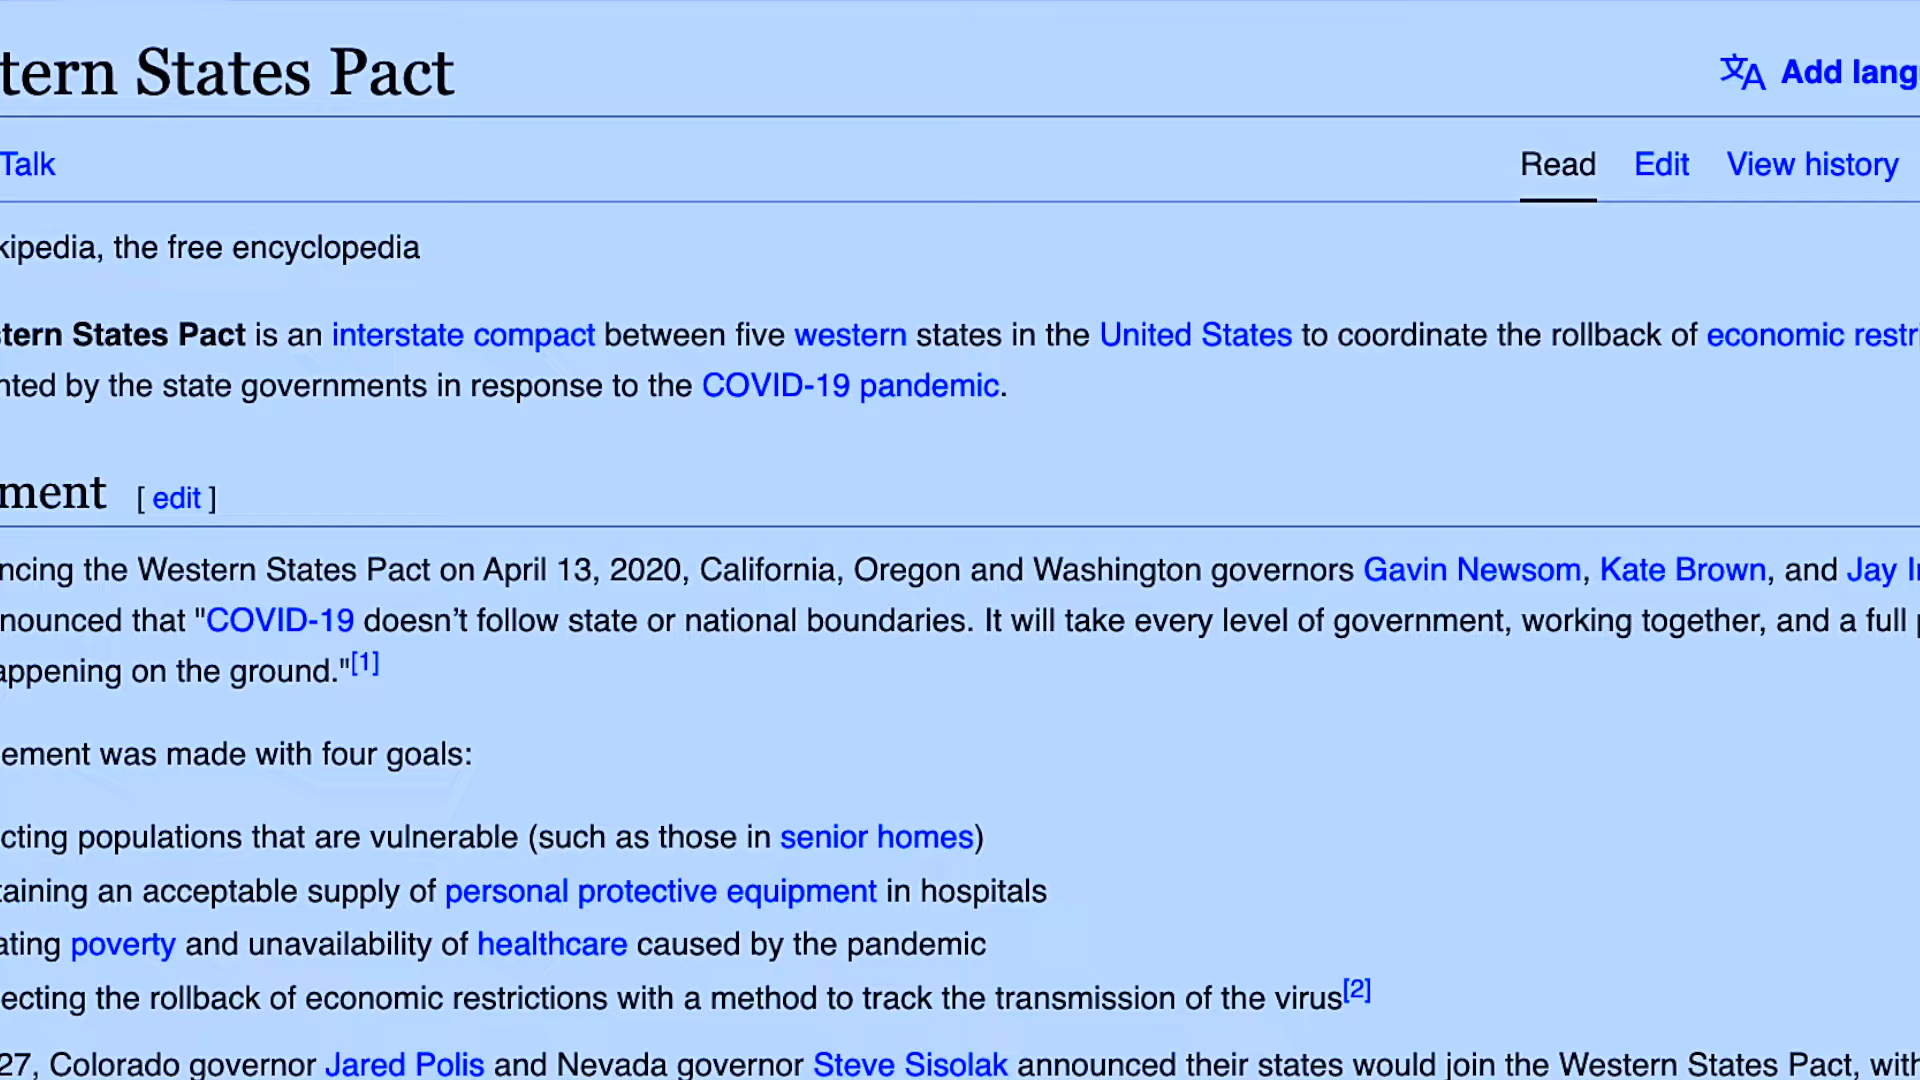 tern States Pact
Add lang
Talk
Read Edit View history
kipedia, the free encyclopedia
tern States Pact is an interstate compact between five western states in the United States to coordinate the rollback of economic restri
nted by the state governments in response to the COVID-19 pandemic.
ment [ edit ]
ncing the Western States Pact on April 13, 2020, California, Oregon and Washington governors Gavin Newsom, Kate Brown, and Jay I
nounced that "COVID-19 doesn’t follow state or national boundaries. It will take every level of government, working together, and a full
appening on the ground."[1]
ement was made with four goals:
cting populations that are vulnerable (such as those in senior homes)
taining an acceptable supply of personal protective equipment in hospitals
ating poverty and unavailability of healthcare caused by the pandemic
ecting the rollback of economic restrictions with a method to track the transmission of the virus[2]
27, Colorado governor Jared Polis and Nevada governor Steve Sisolak announced their states would join the Western States Pact, with